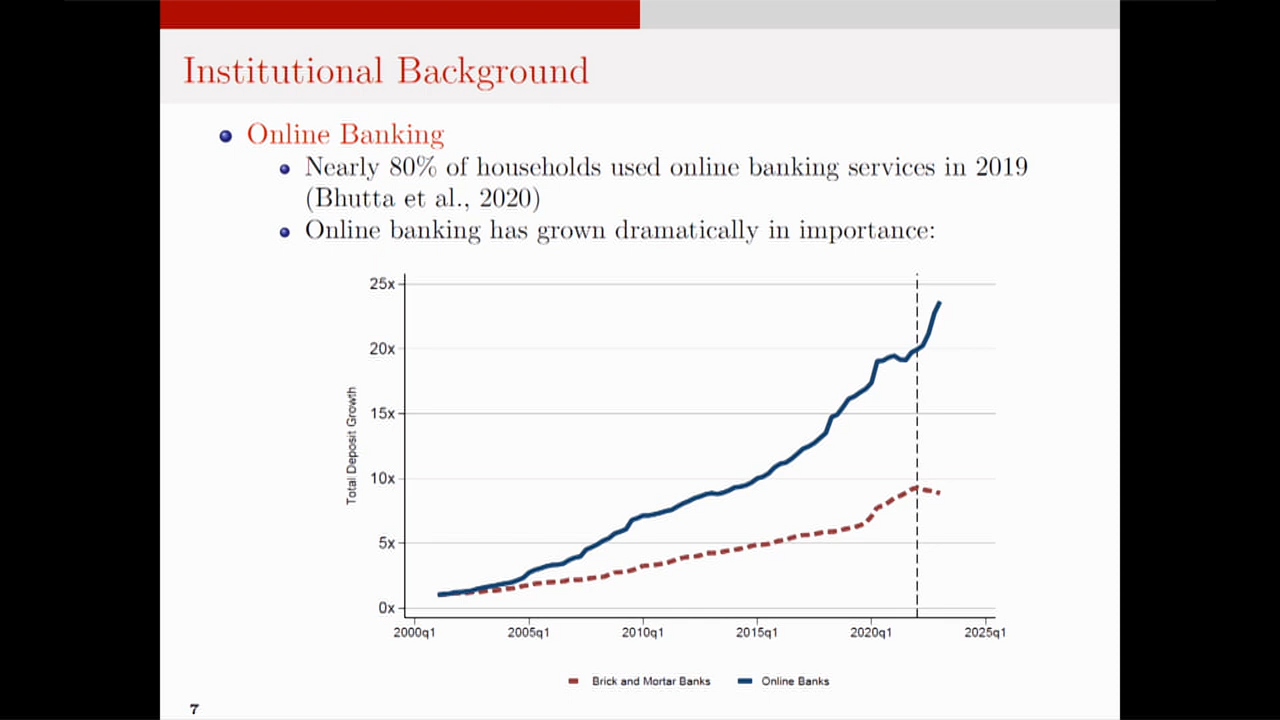 Institutional Background
Online Banking
Nearly 80% of households used online banking services in 2019
(Bhutta et al., 2020)
Online banking has grown dramatically in importance:
25x
20x
15x
10x
5x
0x
Total Deposit Growth
2000q1 2005q1 2010q1 2015q1 2020q1 2025q1
Brick and Mortar Banks Online Banks
7